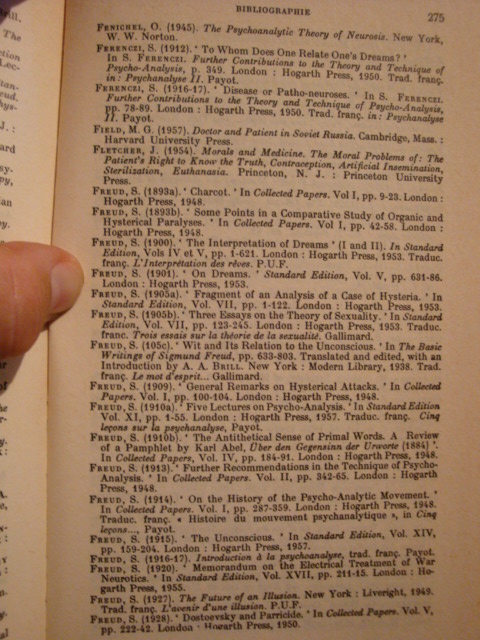 BIBLIOGRAPHIE
275
FENICHEL, O. (1945). The Psychoanalytic Theory of Neurosis. New York,
W. W. Norton.
FERENCZI, S. (1912). ' To Whom Does One Relate One's Dreams? '
In S. FERENCZI. Further Contributions to the Theory and Technique of
Psycho-Analysis, p. 349. London : Hogarth Press, 1950. Trad. franç.
in : Psychanalyse II. Payot.
FERENCZI, S. (1916-17). ' Disease or Patho-neuroses. ' In S. FERENCZI.
Further Contributions to the Theory and Technique of Psycho-Analysis,
pp. 78-89. London : Hogarth Press, 1950. Trad. franç. in : Psychanalyse
II. Payot.
FIELD, M. G. (1957). Doctor and Patient in Soviet Russia. Cambridge, Mass. :
Harvard University Press.
FLETCHER, J. (1954). Morals and Medicine. The Moral Problems of : The
Patient's Right to Know the Truth, Contraception, Artificial Insemination,
Sterilization, Euthanasia. Princeton, N. J. : Princeton University
Press.
FREUD, S. (1893a). ' Charcot. ' In Collected Papers. Vol I, pp. 9-23. London :
Hogarth Press, 1948.
FREUD, S. (1893b). ' Some Points in a Comparative Study of Organic and
Hysterical Paralyses. ' In Collected Papers. Vol I, pp. 42-58. London :
Hogarth Press, 1948.
FREUD, S. (1900). ' The Interpretation of Dreams ' (I and II). In Standard
Edition, Vols IV et V, pp. 1-621. London : Hogarth Press, 1953. Traduc.
franç. L'Interprétation des rêves. P.U.F.
FREUD, S. (1901). ' On Dreams. ' Standard Edition, Vol. V, pp. 631-86.
London : Hogarth Press, 1953.
FREUD, S. (1905a). ' Fragment of an Analysis of a Case of Hysteria. ' In
Standard Edition, Vol. VII, pp. 1-122. London : Hogarth Press, 1953.
FREUD, S. (1905b). ' Three Essays on the Theory of Sexuality. ' In Standard
Edition, Vol. VII, pp. 123-245. London : Hogarth Press, 1953. Traduc.
franc. Trois essais sur la théorie de la sexualité. Gallimard.
FREUD, S. (105c). ' Wit and Its Relation to the Unconscious. ' In The Basic
Writings of Sigmund Freud, pp. 633-803. Translated and edited, with an
Introduction by A. A. BRILL. New York : Modern Library, 1938. Trad.
franç. Le mot d'esprit... Gallimard.
FREUD, S. (1909). ' General Remarks on Hysterical Attacks. ' In Collected
Papers. Vol. I, pp. 100-104. London : Hogarth Press, 1948.
FREUD, S. (1910a). ' Five Lectures on Psycho-Analysis. ' In Standard Edition
Vol. XI, pp. 1-55. London : Hogarth Press, 1957. Traduc. franç. Cinq
leçons sur la psychanalyse, Payot.
FREUD, S. (1910b). ' The Antithetical Sense of Primal Words. A Review
of a Pamphlet by Karl Abel, Über den Gegensinn der Urworte (1884) '.
In Collected Papers, Vol. IV, pp. 184-91. London : Hogarth Press, 1948.
FREUD, S. (1913). ' Further Recommendations in the Technique of Psycho-
Analysis. ' In Collected Papers. Vol. II, pp. 342-65. London : Hogarth
Press, 1948.
FREUD, S. (1914). ' On the History of the Psycho-Analytic Movement. '
In Collected Papers. Vol. I, pp. 287-359. London : Hogarth Press, 1948.
Traduc. franç. « Histoire du mouvement psychanalytique », in Cinq
leçons..., Payot.
FREUD, S. (1915). ' The Unconscious. ' In Standard Edition, Vol. XIV,
pp. 159-204. London : Hogarth Press, 1957.
FREUD, S. (1916-17). Introduction à la psychoanalyse, trad. franç. Payot.
FREUD, S. (1920). ' Memorandum on the Electrical Treatment of War
Neurotics. ' In Standard Edition, Vol. XVII, pp. 211-15. London : Ho-
garth Press, 1955.
FREUD, S. (1927). The Future of an Illusion. New York : Liveright, 1949.
Trad. franç. L'avenir d'une illusion. P.U.F.
FREUD, S. (1928). ' Dostoevsky and Parricide. ' In Collected Papers. Vol. V,
pp. 222-42. London : Hogarth Press, 1950.